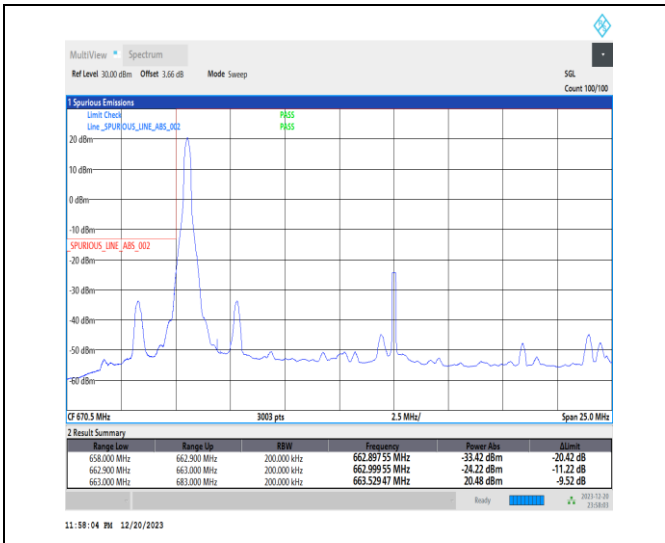 MultiView Spectrum
Ref Level 30.00 dBm Offset 3.66 dB Mode Sweep SGL
Count 100/100
1 Spurious Emissions
Limit Check PASS
Line _SPURIOUS_LINE_ABS_002 PASS
20 dBm
10 dBm
0 dBm
-10 dBm
SPURIOUS_LINE_ABS_002
-20 dBm
-30 dBm
-40 dBm
-50 dBm
-60 dBm
CF 670.5 MHz 3003 pts 2.5 MHz/ Span 25.0 MHz
2 Result Summary
Range Low Range Up RBW Frequency Power Abs ΔLimit
658.000 MHz 662.900 MHz 200.000 kHz 662.897 55 MHz -33.42 dBm -20.42 dB
662.900 MHz 663.000 MHz 200.000 kHz 662.999 55 MHz -24.22 dBm -11.22 dB
663.000 MHz 683.000 MHz 200.000 kHz 663.529 47 MHz 20.48 dBm -9.52 dB
Ready 2023-12-20
23:58:03
11:58:04 PM 12/20/2023